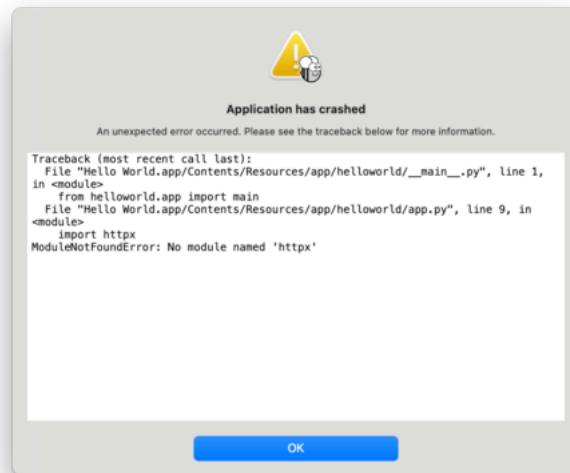 Application has crashed
An unexpected error occurred. Please see the traceback below for more information.
Traceback (most recent call last):
  File "Hello World.app/Contents/Resources/app/helloworld/__main__.py", line 1,
in <module>
    from helloworld.app import main
  File "Hello World.app/Contents/Resources/app/helloworld/app.py", line 9, in
<module>
    import httpx
ModuleNotFoundError: No module named 'httpx'
OK